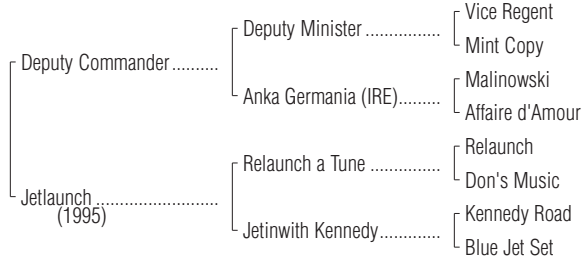 Vice Regent
Deputy Minister ................
Mint Copy
Deputy Commander..........
Malinowski
Anka Germania (IRE).........
Affaire d'Amour
Relaunch
Relaunch a Tune ...............
Don's Music
Jetlaunch ..........................
(1995)
Kennedy Road
Jetinwith Kennedy..............
Blue Jet Set